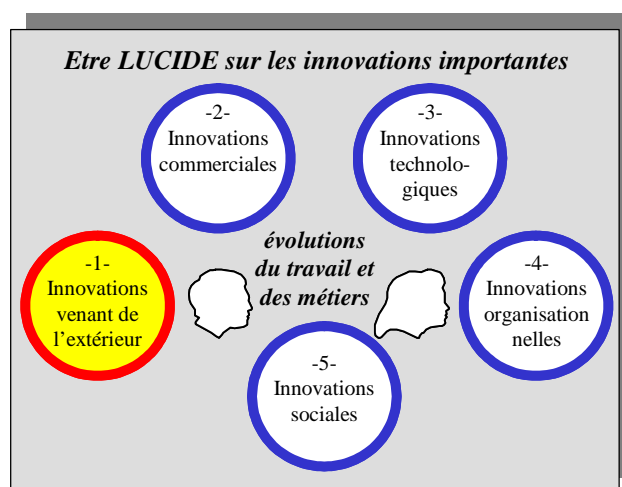 Etre LUCIDE sur les innovations importantes
-2-
Innovations
commerciales
-3-
Innovations
technolo-
giques
évolutions
du travail et
des métiers
-1-
Innovations
venant de
l’extérieur
-4-
Innovations
organisation
nelles
-5-
Innovations
sociales